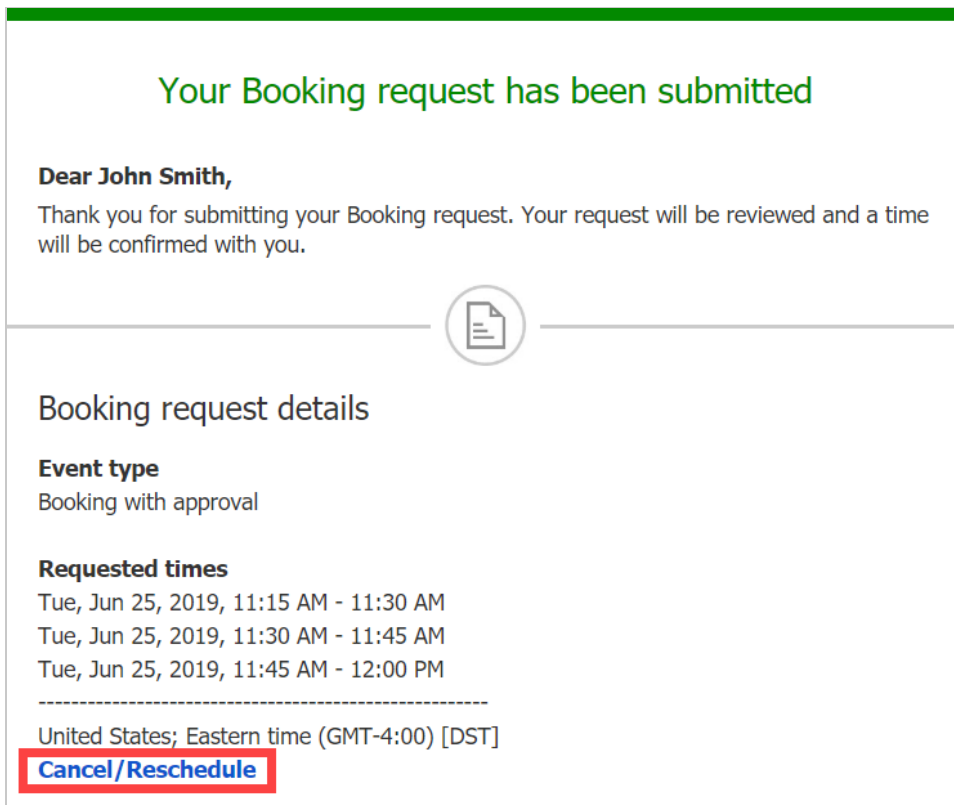 Your Booking request has been submitted
Dear John Smith,
Thank you for submitting your Booking request. Your request will be reviewed and a time
will be confirmed with you.
Booking request details
Event type
Booking with approval
Requested times
Tue, Jun 25, 2019, 11:15 AM - 11:30 AM
Tue, Jun 25, 2019, 11:30 AM - 11:45 AM
Tue, Jun 25, 2019, 11:45 AM - 12:00 PM
-------------------------------------------------------
United States; Eastern time (GMT-4:00) [DST]
Cancel/Reschedule